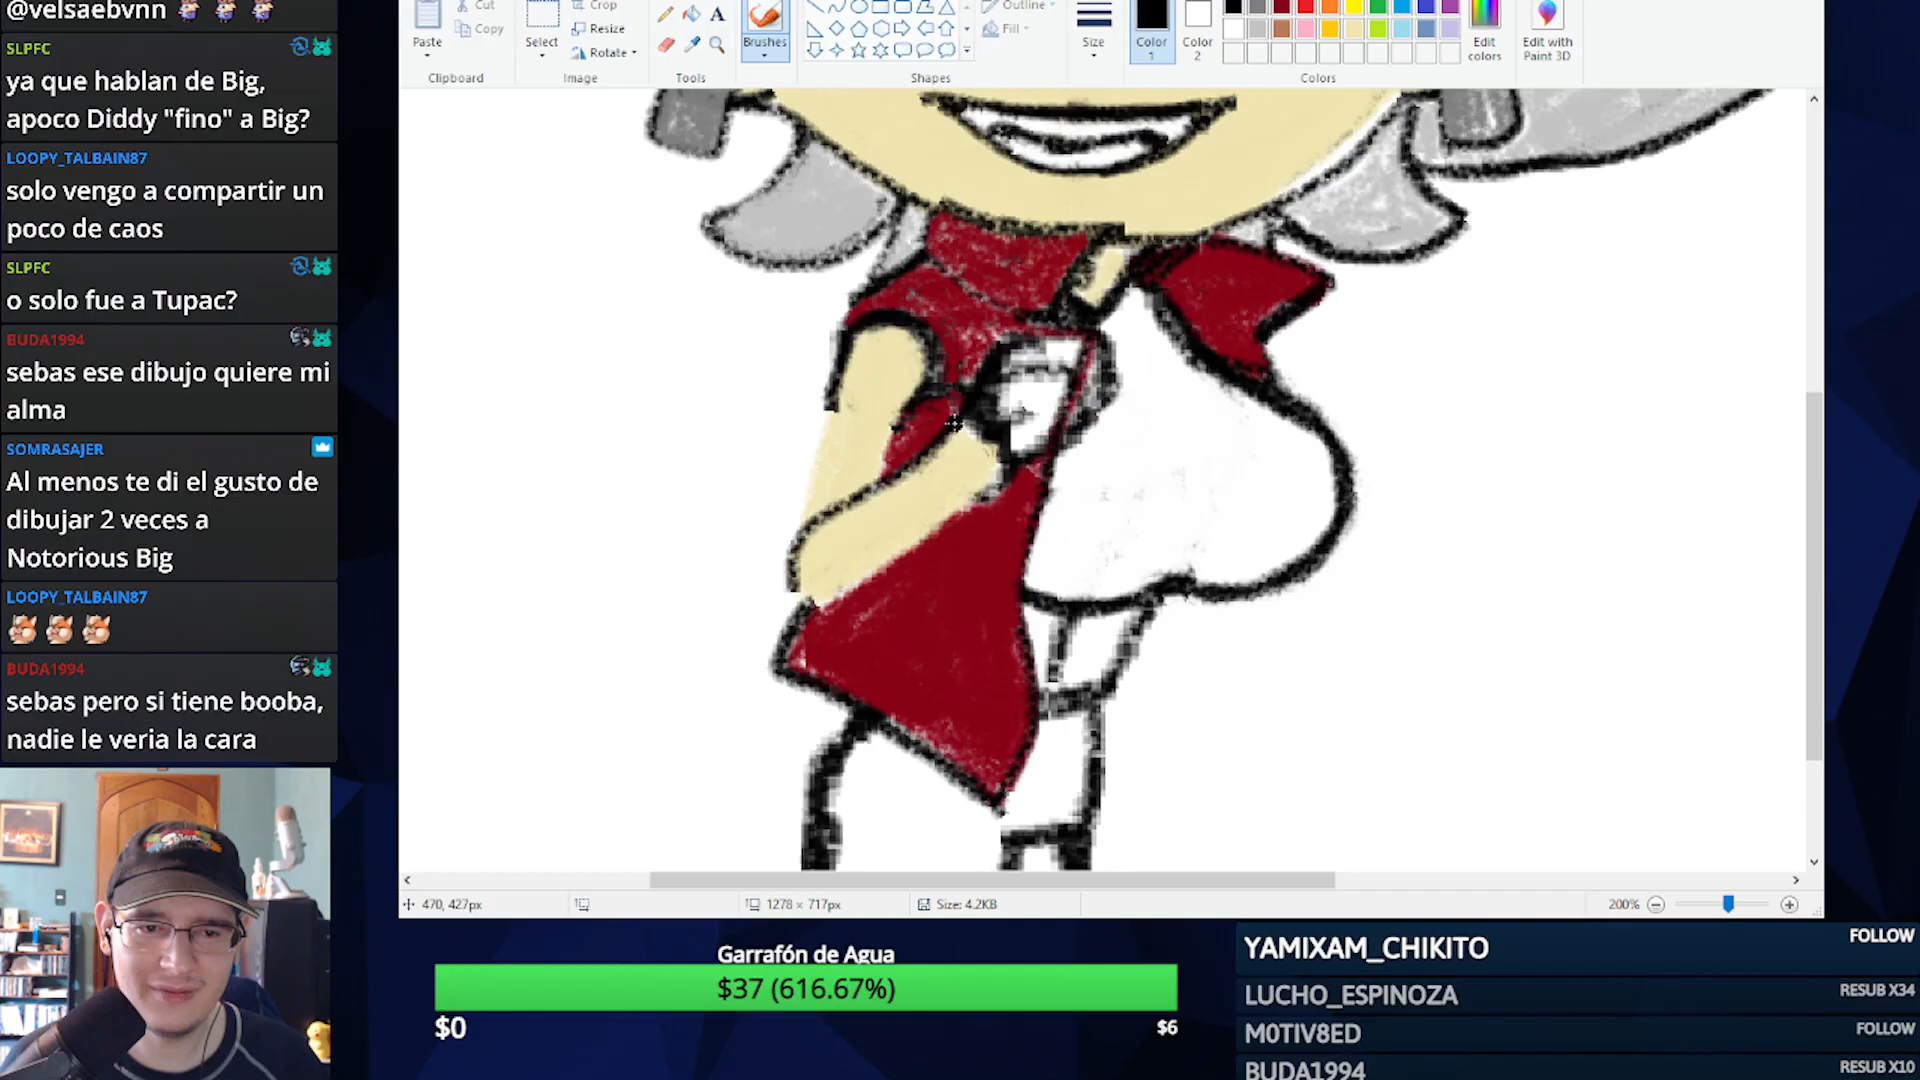 @velsaebvnn
SLPFC
ya que hablan de Big,
apoco Diddy "fino" a Big?
LOOPY_TALBAIN87
solo vengo a compartir un
poco de caos
SLPFC
o solo fue a Tupac?
BUDA1994
sebas ese dibujo quiere mi
alma
SOMRASAJER
Al menos te di el gusto de
dibujar 2 veces a
Notorious Big
LOOPY_TALBAIN87
BUDA1994
sebas pero si tiene booba,
nadie le veria la cara
Cut
Copy
Paste
Clipboard
Crop
Resize
Rotate
Select
Image
A
Tools
Brushes
Outline
Fill
Shapes
Size
Color
1
Color
2
Edit
colors
Edit with
Paint 3D
Colors
470, 427px
1278 × 717px
Size: 4.2KB
200%
Garrafón de Agua
$37 (616.67%)
$0
$6
YAMIXAM_CHIKITO
FOLLOW
LUCHO_ESPINOZA
RESUB X34
M0TIV8ED
FOLLOW
BUDA1994
RESUB X10